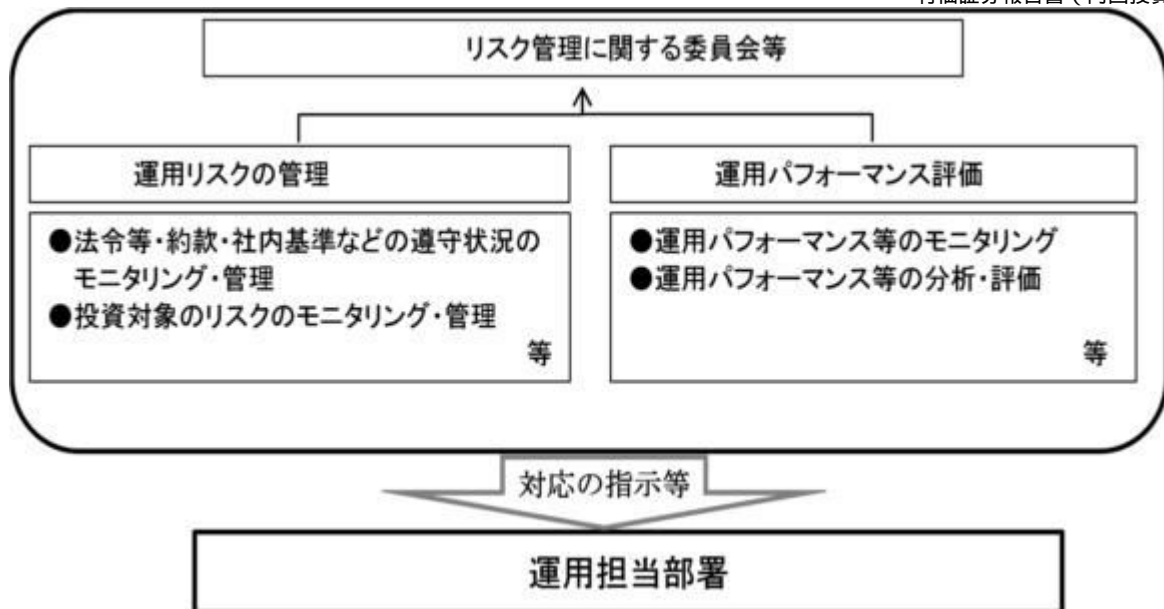 リスク管理に関する委員会等
運用リスクの管理
●法令等・約款・社内基準などの遵守状況の
モニタリング・管理
●投資対象のリスクのモニタリング・管理
等
運用パフォーマンス評価
●運用パフォーマンス等のモニタリング
●運用パフォーマンス等の分析・評価
等
対応の指示等
運用担当部署